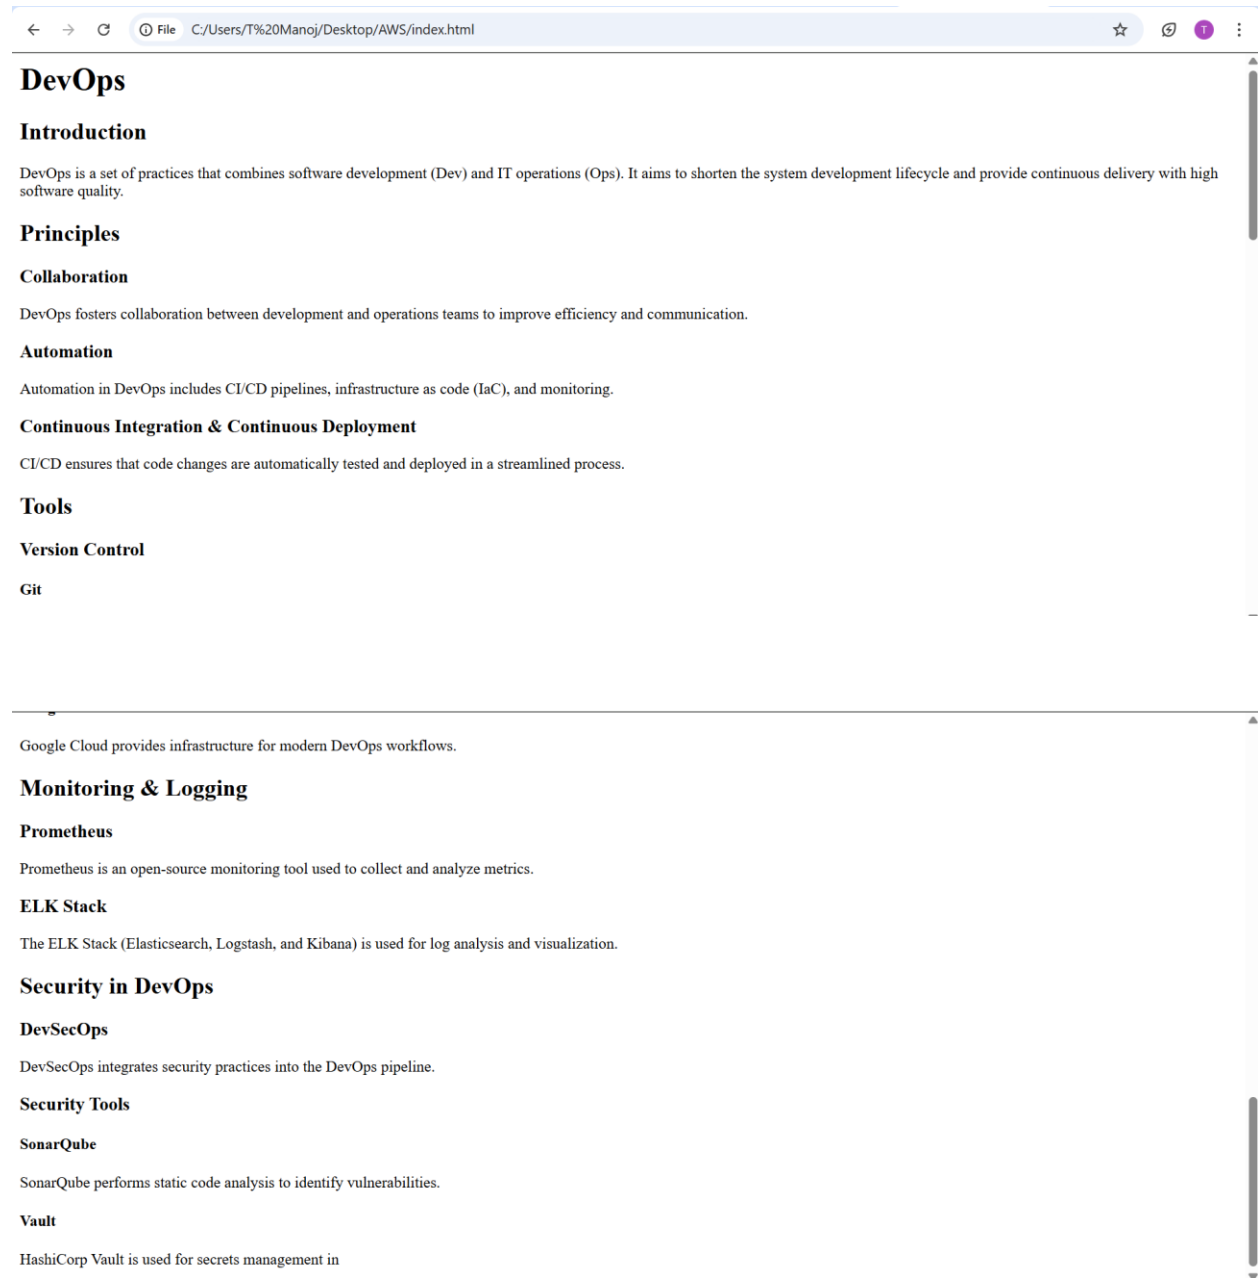 File C:/Users/T%20Manoj/Desktop/AWS/index.html
T
DevOps
Introduction
DevOps is a set of practices that combines software development (Dev) and IT operations (Ops). It aims to shorten the system development lifecycle and provide continuous delivery with high
software quality.
Principles
Collaboration
DevOps fosters collaboration between development and operations teams to improve efficiency and communication.
Automation
Automation in DevOps includes CI/CD pipelines, infrastructure as code (IaC), and monitoring.
Continuous Integration & Continuous Deployment
CI/CD ensures that code changes are automatically tested and deployed in a streamlined process.
Tools
Version Control
Git
Google Cloud provides infrastructure for modern DevOps workflows.
Monitoring & Logging
Prometheus
Prometheus is an open-source monitoring tool used to collect and analyze metrics.
ELK Stack
The ELK Stack (Elasticsearch, Logstash, and Kibana) is used for log analysis and visualization.
Security in DevOps
DevSecOps
DevSecOps integrates security practices into the DevOps pipeline.
Security Tools
SonarQube
SonarQube performs static code analysis to identify vulnerabilities.
Vault
HashiCorp Vault is used for secrets management in